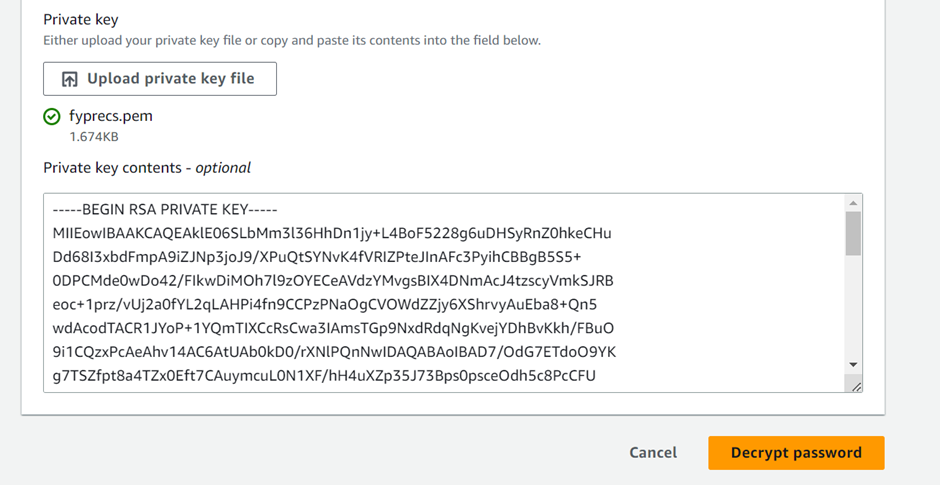 Private key
Either upload your private key file or copy and paste its contents into the field below.
Upload private key file
fyprecs.pem
1.674KB
Private key contents - optional
-----BEGIN RSA PRIVATE KEY-----
MIIEowIBAAKCAQEAklE06SLbMm3l36HhDn1jy+L4BoF5228g6uDHSyRnZ0hkeCHu
Dd68I3xbdFmpA9iZJNp3joJ9/XPuQtSYNvK4fVRIZPteJInAFc3PyihCBBgB5S5+
0DPCMde0wDo42/FIkwDiMOh7l9zOYECeAVdzYMvgsBIX4DNmAcJ4tzscyVmkSJRB
eoc+1prz/vUj2a0fYL2qLAHPi4fn9CCPzPNaOgCVOWdZZjy6XShrvyAuEba8+Qn5
wdAcodTACR1JYoP+1YQmTIXCcRsCwa3IAmsTGp9NxdRdqNgKvejYDhBvKkh/FBuO
9i1CQzxPcAeAhv14AC6AtUAb0kD0/rXNlPQnNwIDAQABAoIBAD7/OdG7ETdoO9YK
g7TSZfpt8a4TZx0Eft7CAuymcuL0N1XF/hH4uXZp35J73Bps0psceOdh5c8PcCFU
Cancel
Decrypt password